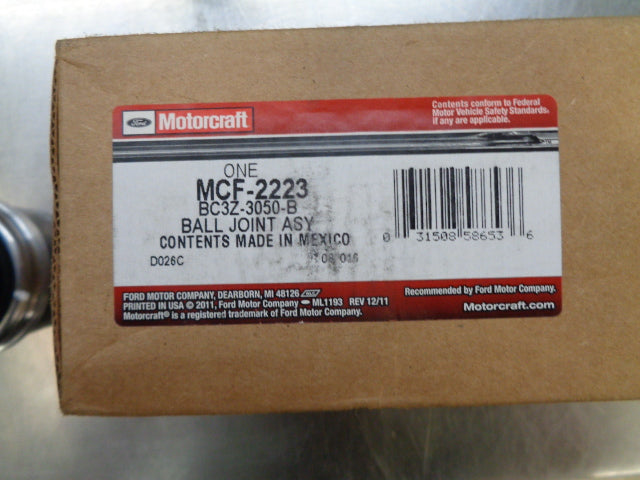 Ford Motorcraft
Contents conform to Federal
Motor Vehicle Safety Standards,
if any are applicable.
ONE
MCF-2223
BC3Z-3050-B
BALL JOINT ASY
CONTENTS MADE IN MEXICO
D026C
0 31508 58653 6
FORD MOTOR COMPANY, DEARBORN, MI 48126
PRINTED IN USA © 2011, Ford Motor Company ML1193 REV 12/11
Motorcraft® is a registered trademark of Ford Motor Company.
Recommended by Ford Motor Company.
Motorcraft.com